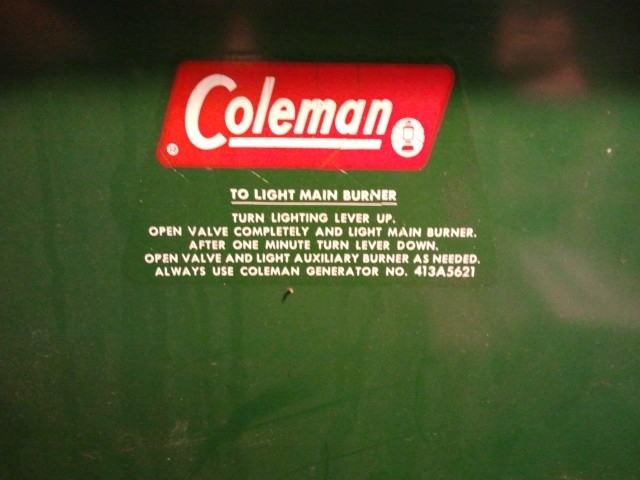 Coleman
TO LIGHT MAIN BURNER
TURN LIGHTING LEVER UP.
OPEN VALVE COMPLETELY AND LIGHT MAIN BURNER.
AFTER ONE MINUTE TURN LEVER DOWN.
OPEN VALVE AND LIGHT AUXILIARY BURNER AS NEEDED.
ALWAYS USE COLEMAN GENERATOR NO. 413A5621